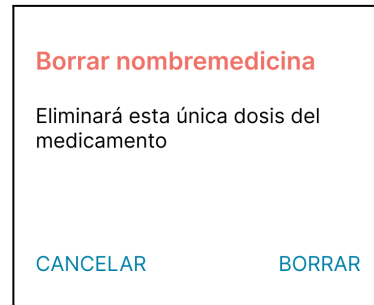 Borrar nombremedicina
Eliminará esta única dosis del
medicamento
CANCELAR BORRAR